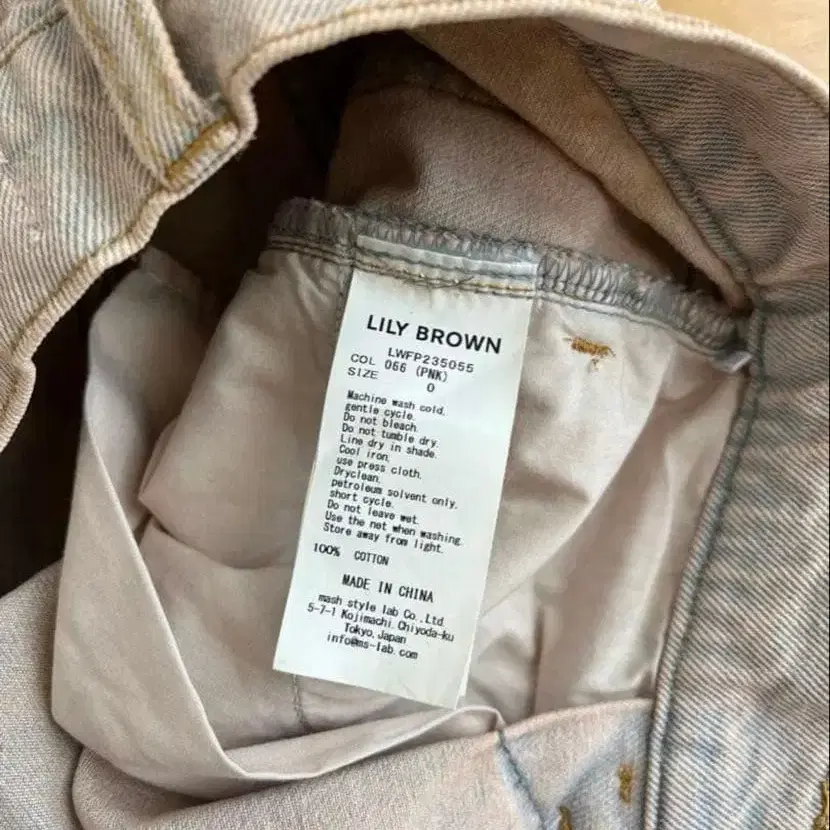 LILY BROWN
LWFP235055
COL 066 (PNK)
SIZE 0
Machine wash cold.
gentle cycle.
Do not bleach.
Do not tumble dry.
Line dry in shade.
Cool iron.
use press cloth.
Dryclean.
petroleum solvent only.
short cycle.
Do not leave wet.
Use the net when washing.
Store away from light.
100% COTTON
MADE IN CHINA
mash style lab Co.,Ltd.
5-7-1 Kojimachi.Chiyoda-ku
Tokyo.Japan
info@ms-lab.com